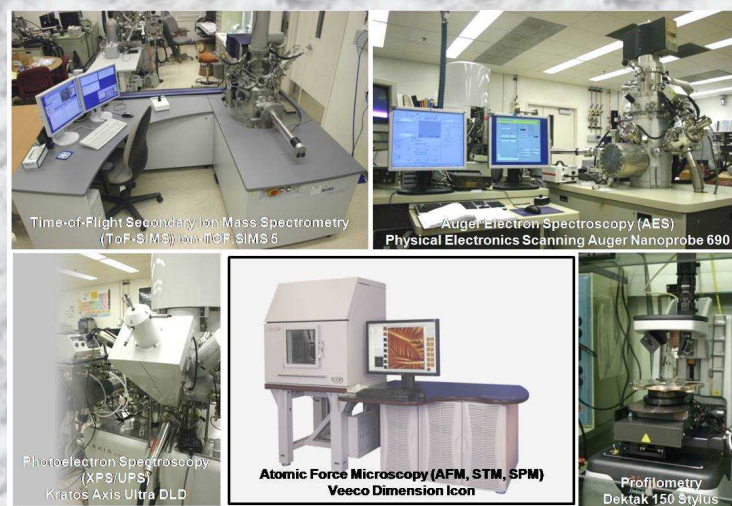 Time-of-Flight Secondary Ion Mass Spectrometry
(ToF-SIMS) ion-TOF SIMS 5
Auger Electron Spectroscopy (AES)
Physical Electronics Scanning Auger Nanoprobe 690
Photoelectron Spectroscopy
(XPS/UPS)
Kratos Axis Ultra DLD
icon
Atomic Force Microscopy (AFM, STM, SPM)
Veeco Dimension Icon
Profilometry
Dektak 150 Stylus